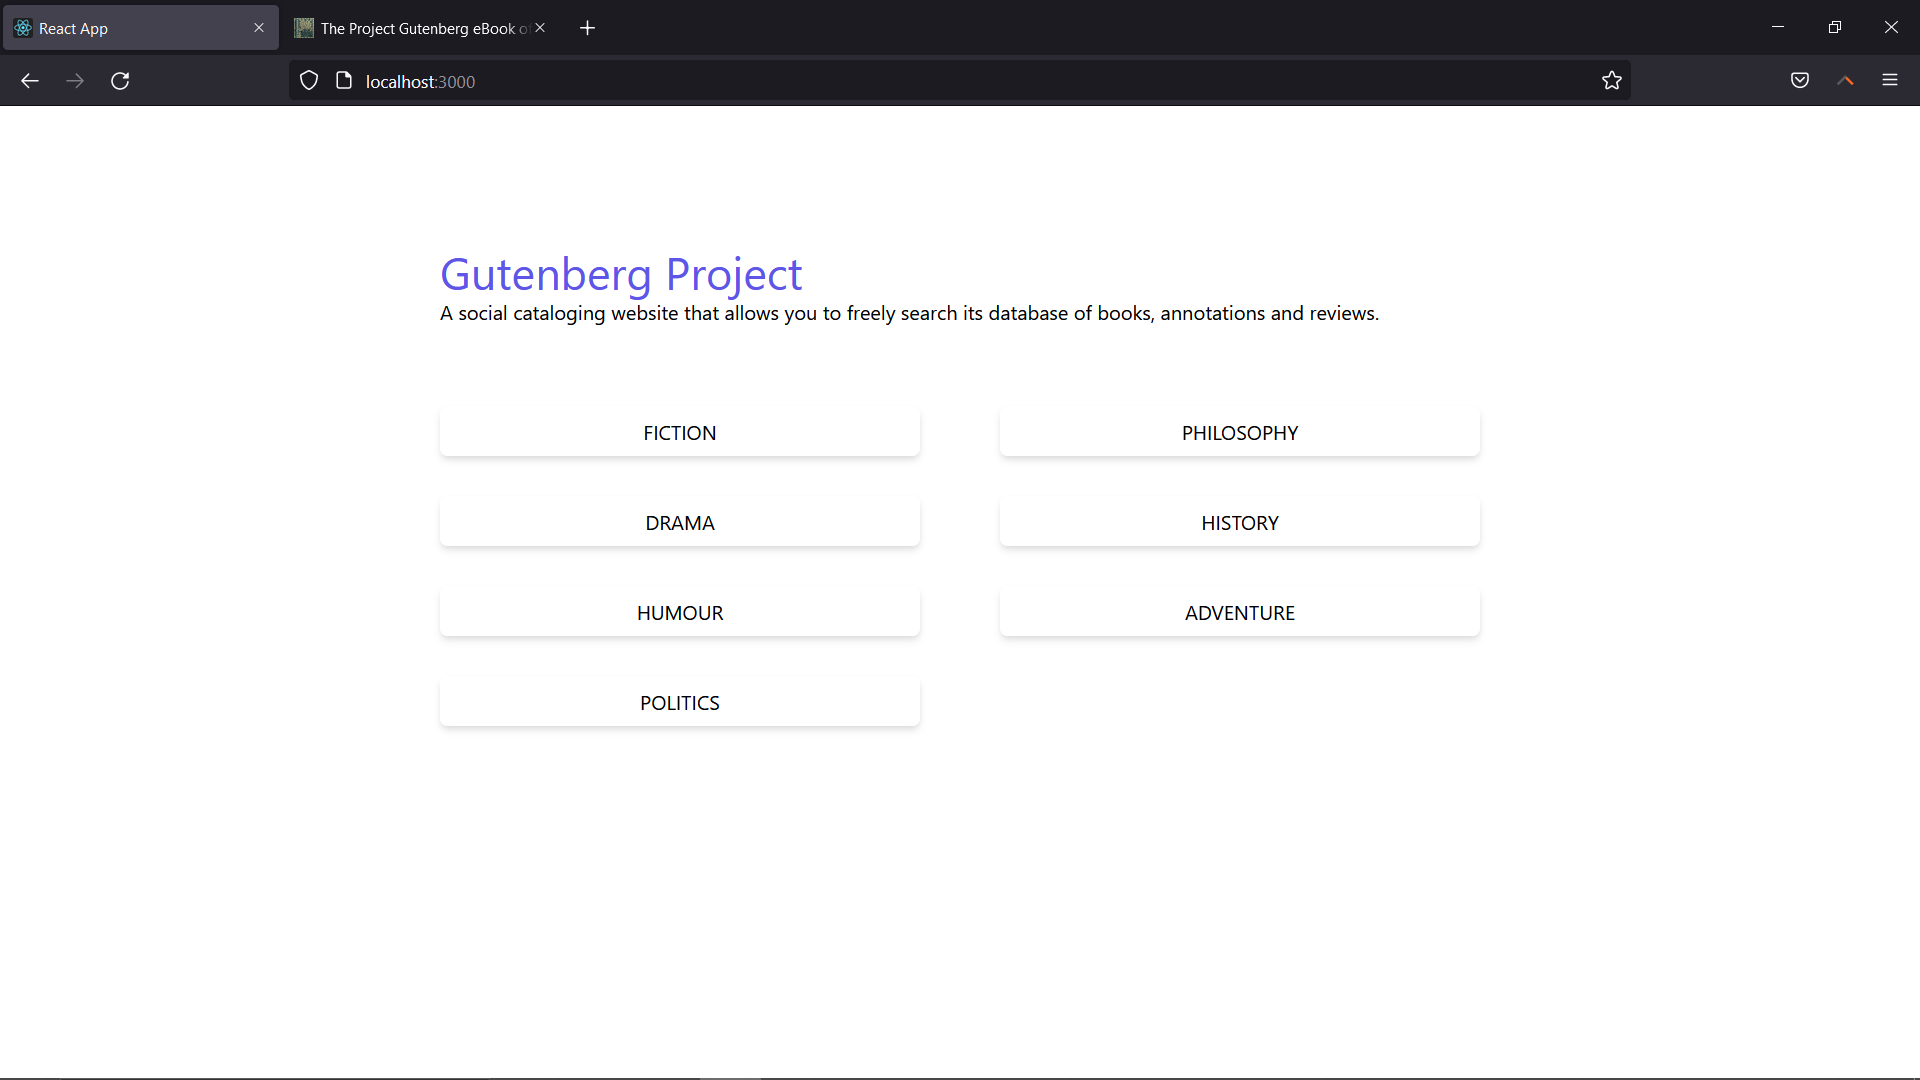 React App
The Project Gutenberg eBook of
localhost:3000
Gutenberg Project
A social cataloging website that allows you to freely search its database of books, annotations and reviews.
FICTION
PHILOSOPHY
DRAMA
HISTORY
HUMOUR
ADVENTURE
POLITICS